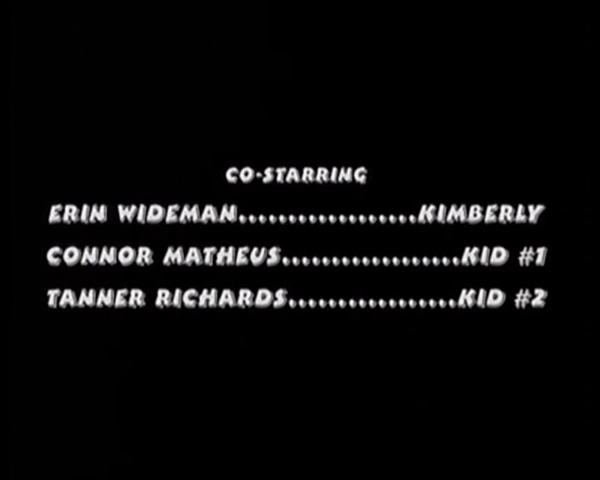 CO-STARRING
ERIN WIDEMAN..................KIMBERLY
CONNOR MATHEUS..................KID #1
TANNER RICHARDS.................KID #2